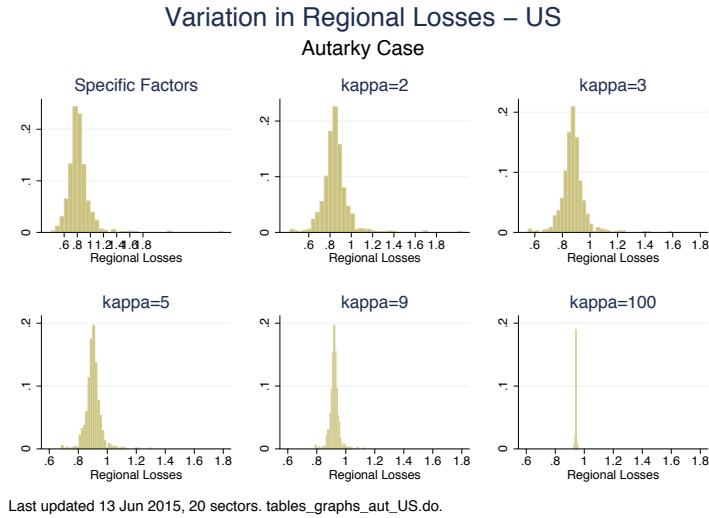 Variation in Regional Losses − US
Autarky Case
Specific Factors
kappa=2
kappa=3
.2
.1
0
.6 .8 1 1.2 1.4 1.6 1.8
Regional Losses
.2
.1
0
.6 .8 1 1.2 1.4 1.6 1.8
Regional Losses
.2
.1
0
.6 .8 1 1.2 1.4 1.6 1.8
Regional Losses
kappa=5
kappa=9
kappa=100
.2
.1
0
.6 .8 1 1.2 1.4 1.6 1.8
Regional Losses
.2
.1
0
.6 .8 1 1.2 1.4 1.6 1.8
Regional Losses
.2
.1
0
.6 .8 1 1.2 1.4 1.6 1.8
Regional Losses
Last updated 13 Jun 2015, 20 sectors. tables_graphs_aut_US.do.